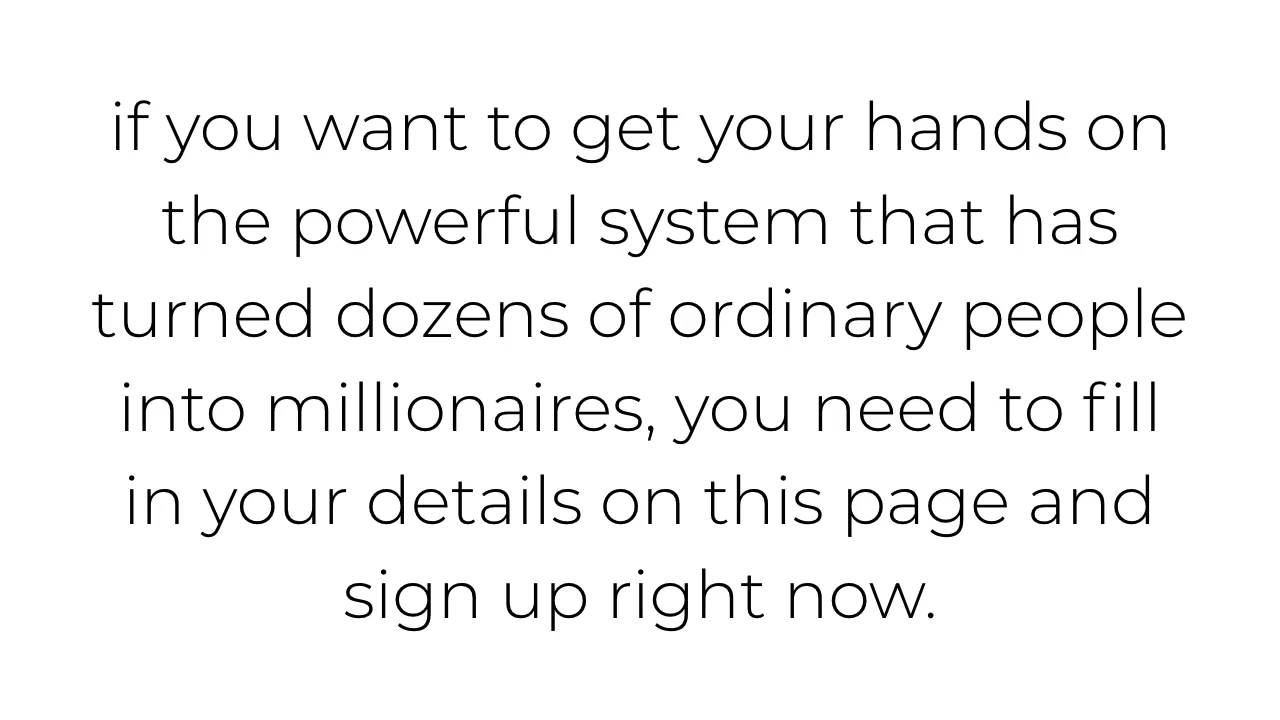 if you want to get your hands on
the powerful system that has
turned dozens of ordinary people
into millionaires, you need to fill
in your details on this page and
sign up right now.